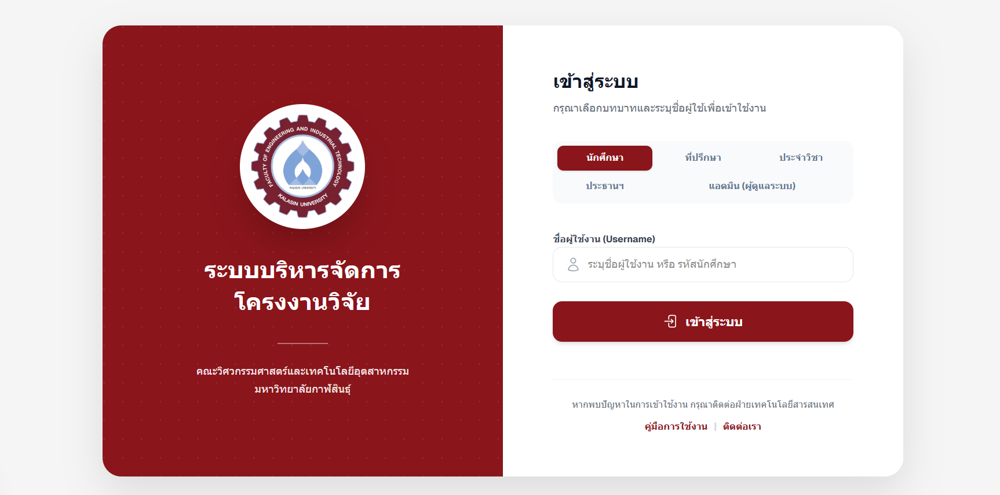 FACULTY OF ENGINEERING AND INDUSTRIAL TECHNOLOGY
KALASIN UNIVERSITY
KALASIN UNIVERSITY
ระบบบริหารจัดการ
โครงงานวิจัย
คณะวิศวกรรมศาสตร์และเทคโนโลยีอุตสาหกรรม
มหาวิทยาลัยกาฬสินธุ์
เข้าสู่ระบบ
กรุณาเลือกบทบาทและระบุชื่อผู้ใช้เพื่อเข้าใช้งาน
นักศึกษา ที่ปรึกษา ประจำวิชา
ประธานฯ แอดมิน (ผู้ดูแลระบบ)
ชื่อผู้ใช้งาน (Username)
ระบุชื่อผู้ใช้งาน หรือ รหัสนักศึกษา
เข้าสู่ระบบ
หากพบปัญหาในการเข้าใช้งาน กรุณาติดต่อฝ่ายเทคโนโลยีสารสนเทศ
คู่มือการใช้งาน | ติดต่อเรา